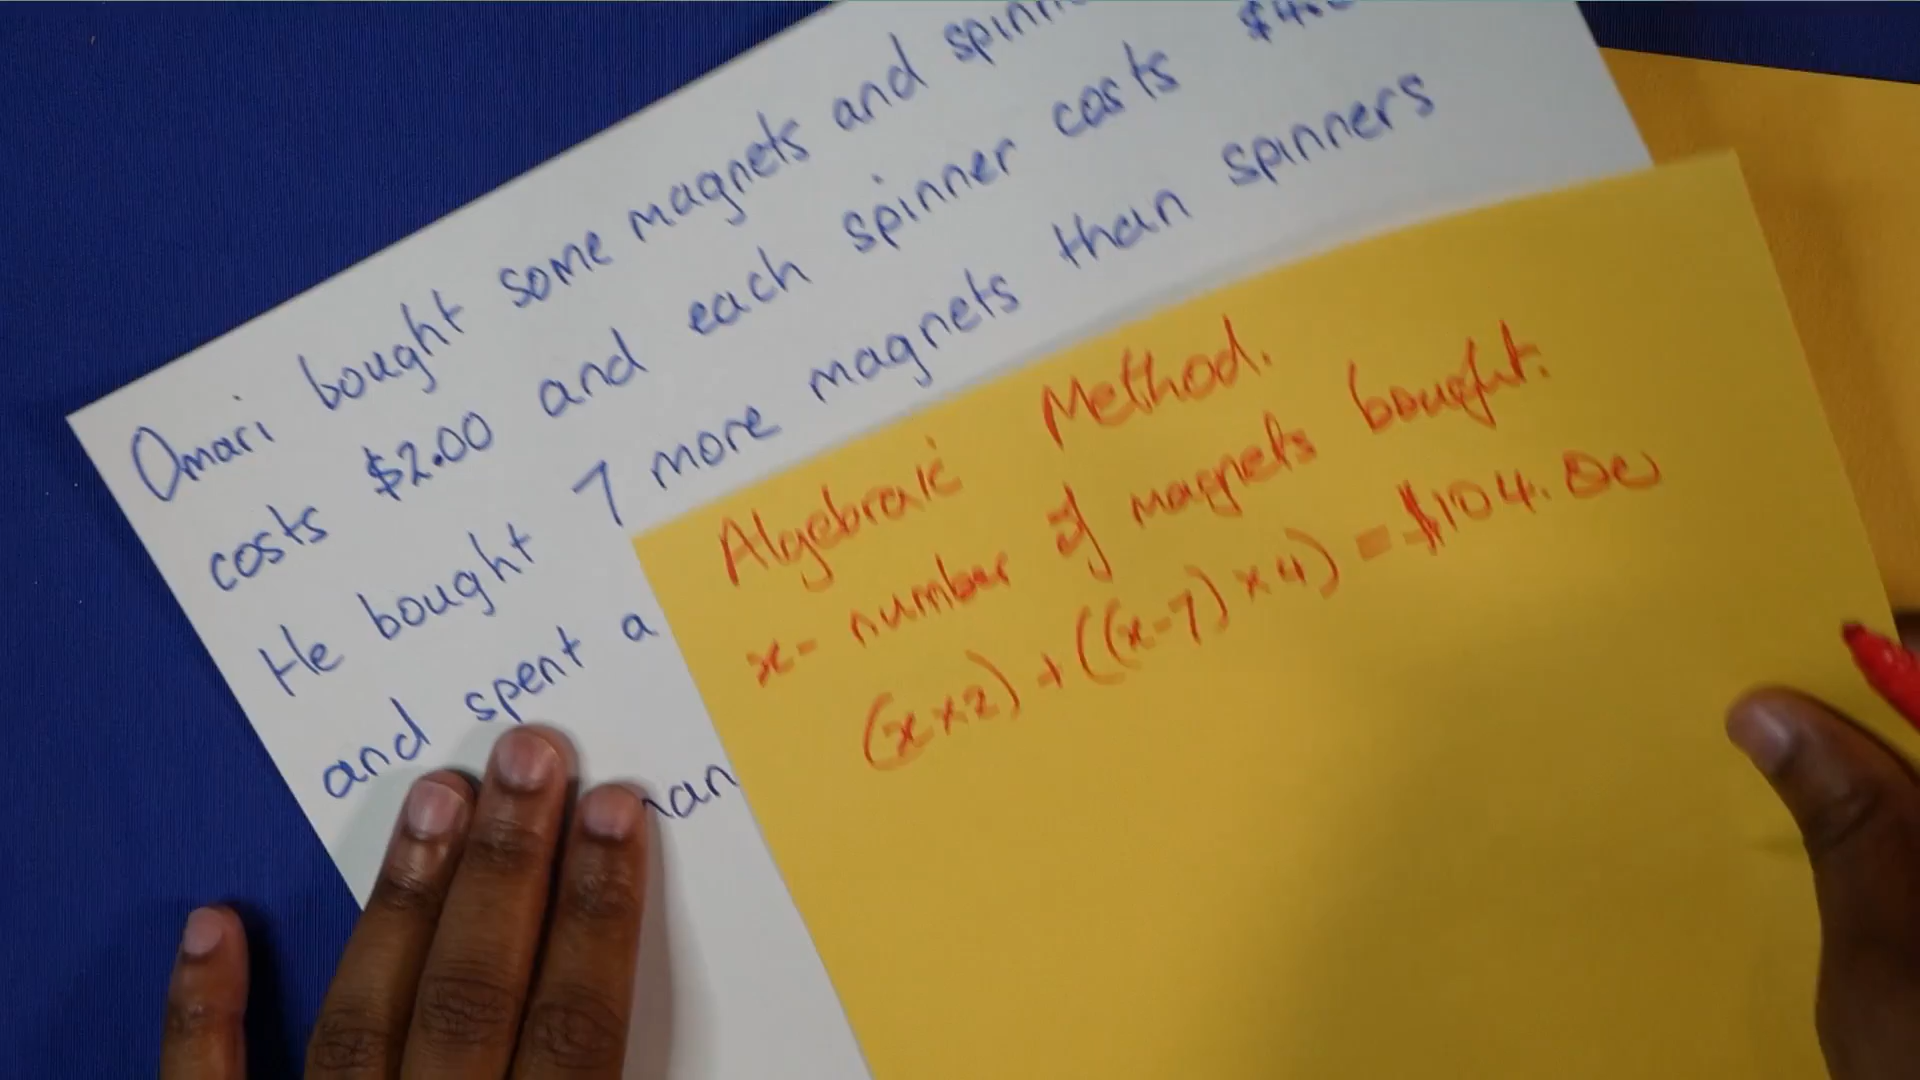 Omari bought some magnets and
costs $2.00 and each spinner costs
He bought 7 more magnets than spinners
and spent a
Algebraic Method.
x - number of magnets bought.
(x×2) + ((x-7)×4) = $104.00